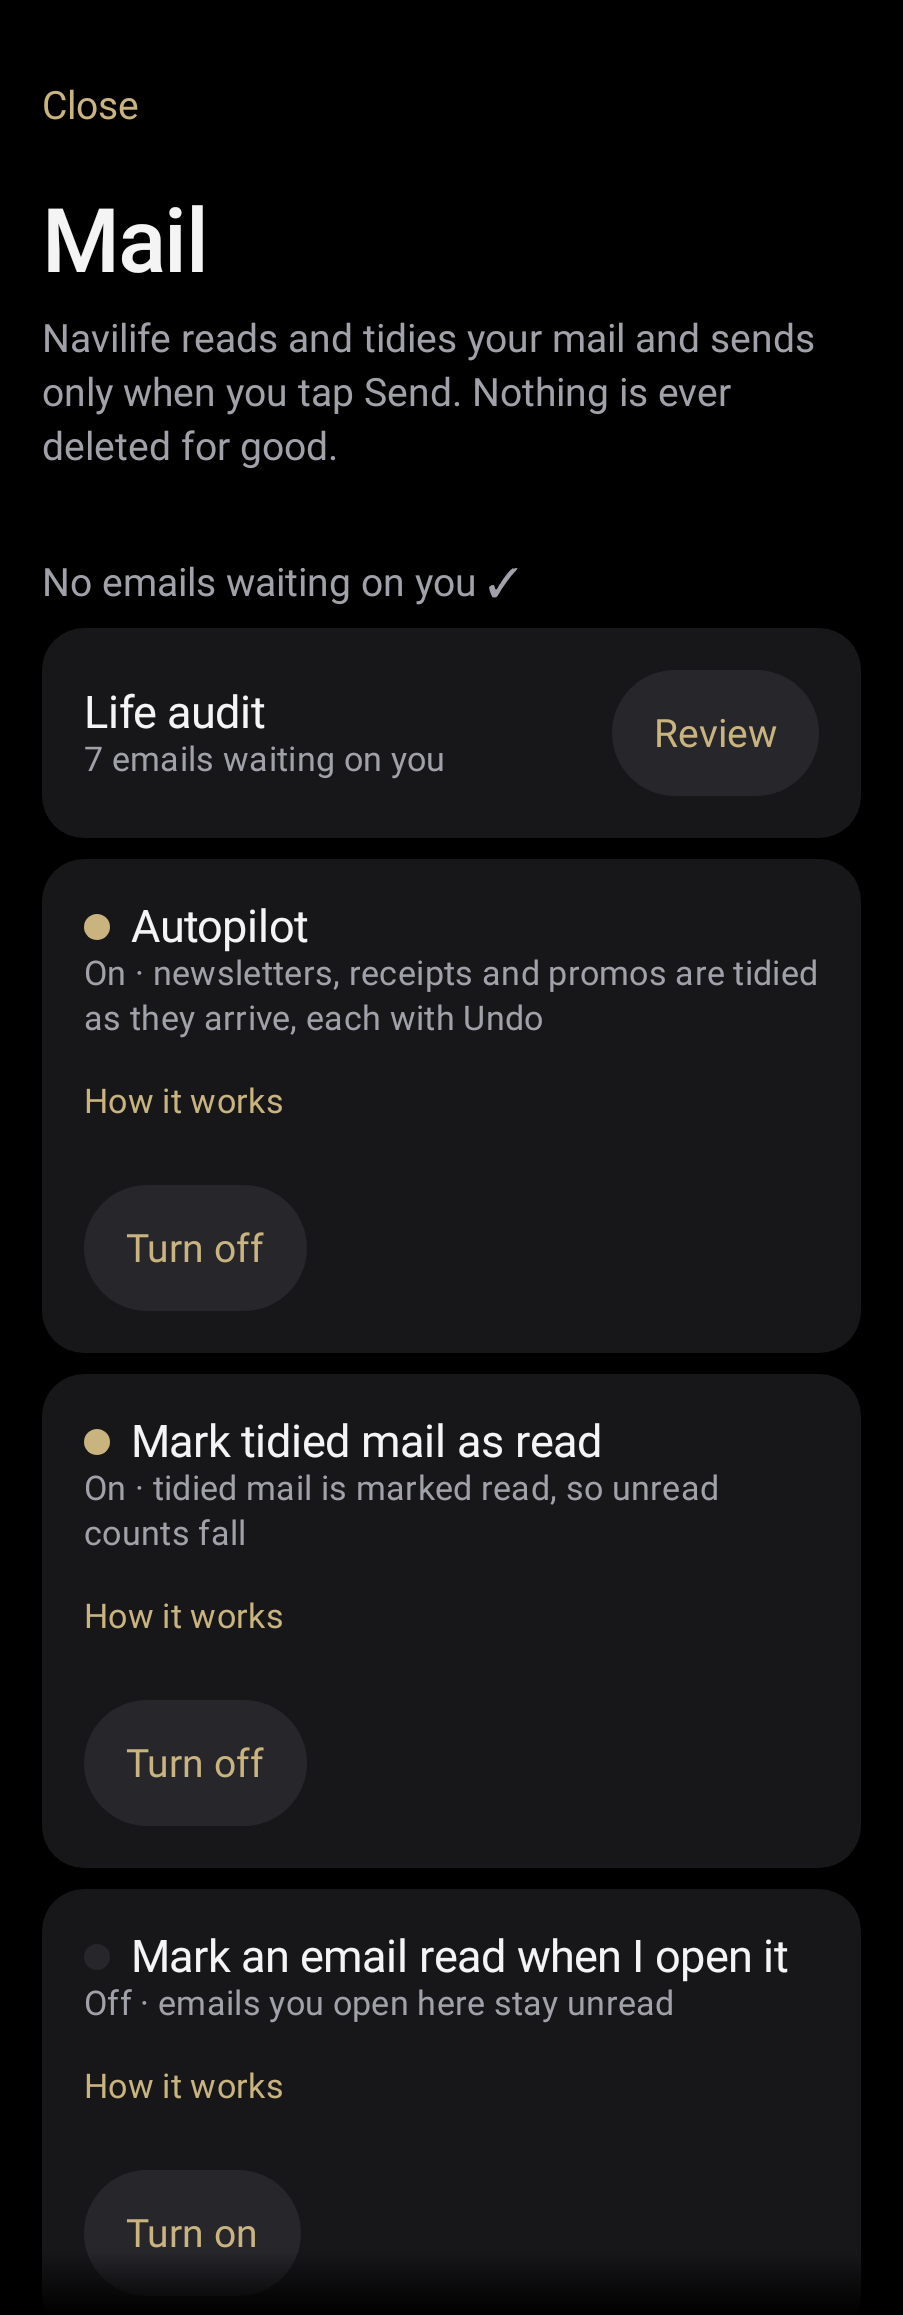 Close
Mail
Navilife reads and tidies your mail and sends
only when you tap Send. Nothing is ever
deleted for good.
No emails waiting on you ✓
Life audit
7 emails waiting on you
Review
Autopilot
On · newsletters, receipts and promos are tidied
as they arrive, each with Undo
How it works
Turn off
Mark tidied mail as read
On · tidied mail is marked read, so unread
counts fall
How it works
Turn off
Mark an email read when I open it
Off · emails you open here stay unread
How it works
Turn on